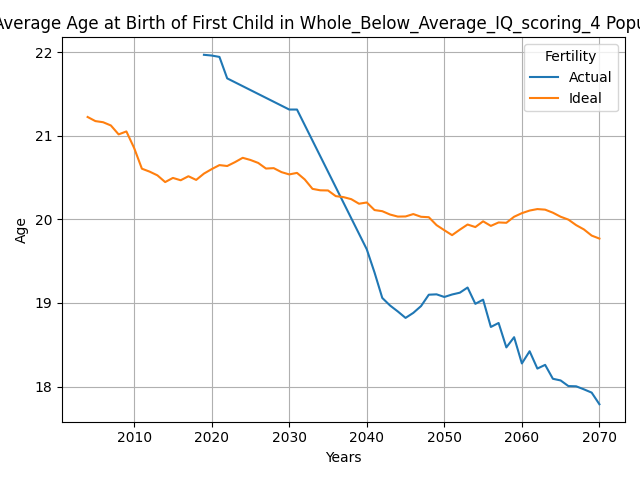 Average Age at Birth of First Child in Whole_Below_Average_IQ_scoring_4 Popu
Fertility
Actual
Ideal
22
21
20
19
18
Age
2010 2020 2030 2040 2050 2060 2070
Years